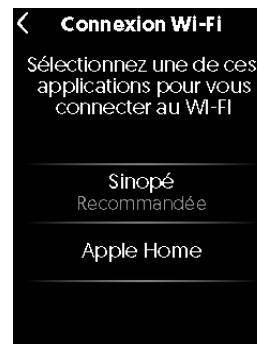 Connexion Wi-Fi
Sélectionnez une de ces
applications pour vous
connecter au WI-FI
Sinopé
Recommandée
Apple Home